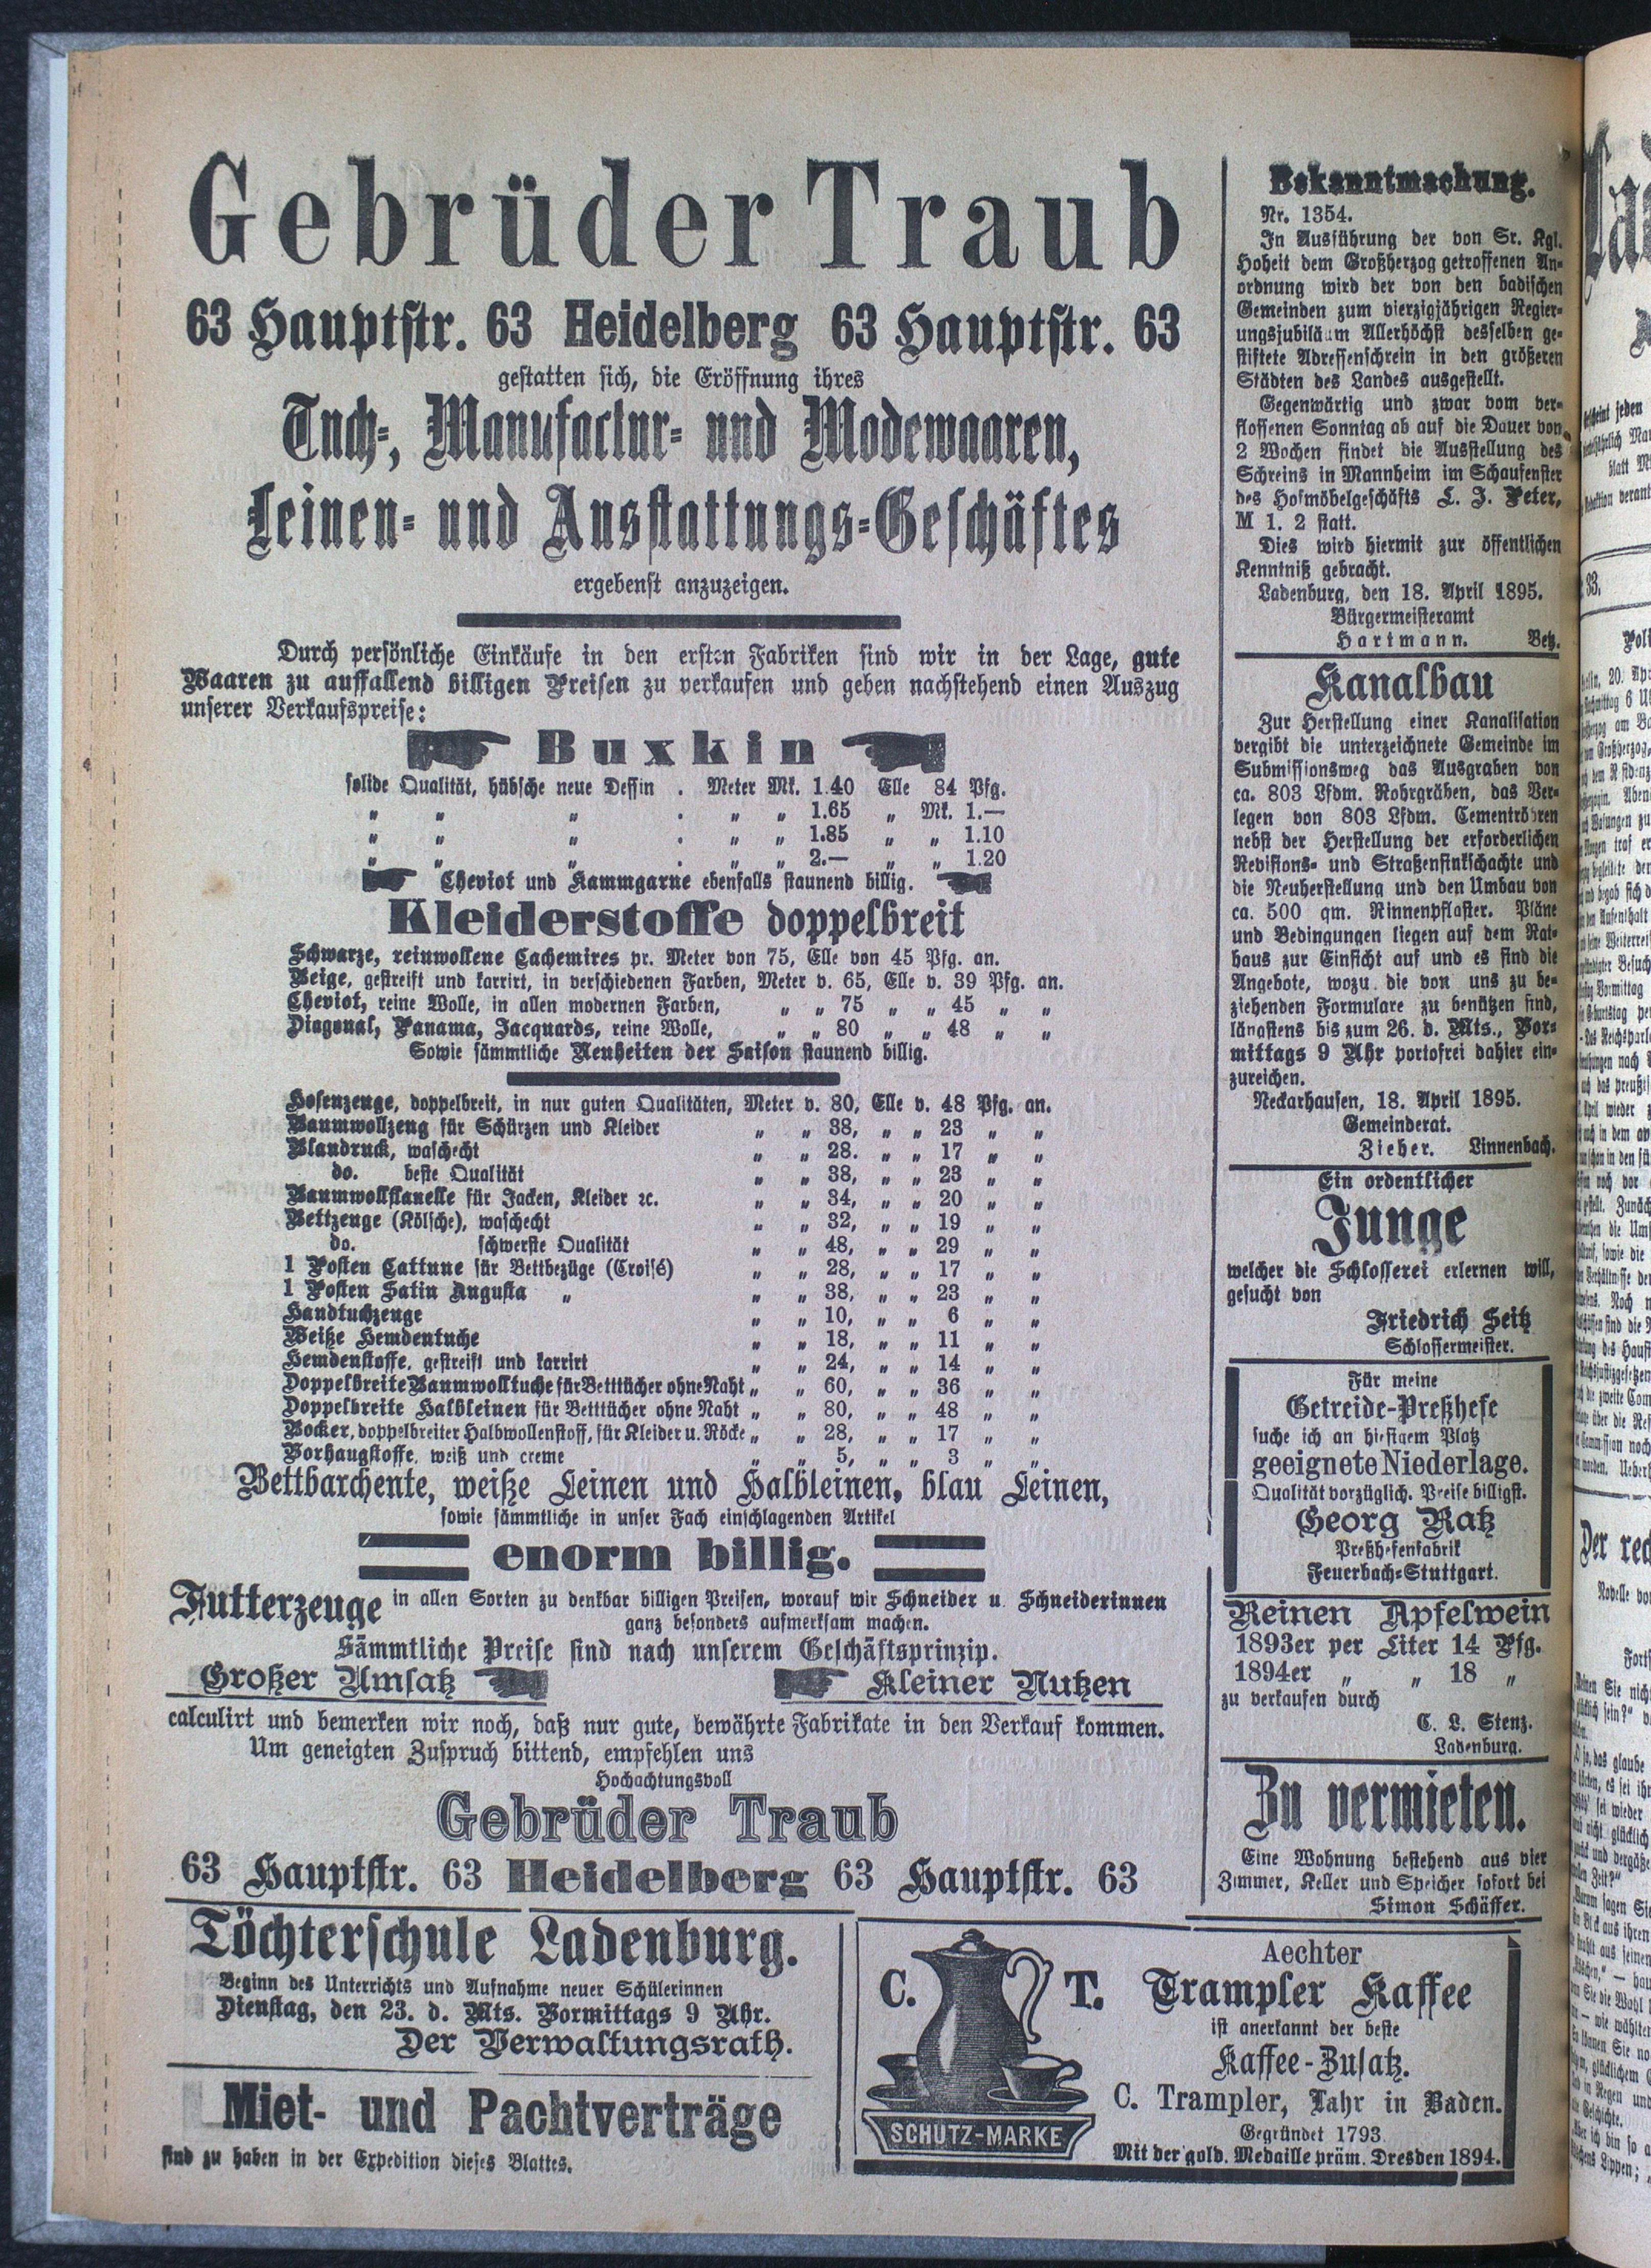 Gebrüder Traub
63 Hauptstr. 63 Heidelberg 63 Hauptstr. 63
gestatten sich, die Eröffnung ihres
Tuch-, Manufactur- und Modewaaren,
Leinen- und Ausstattungs-Geschäftes
ergebenst anzuzeigen.
Durch persönliche Einkäufe in den ersten Fabriken sind wir in der Lage, gute
Waaren zu auffallend billigen Preisen zu verkaufen und geben nachstehend einen Auszug
unserer Verkaufspreise:
Buxkin
solide Qualität, hübsche neue Dessin . Meter Mk. 1.40 Elle 84 Pfg.
" " " . " " 1.65 " Mk. 1.—
" " " . " " 1.85 " " 1.10
" " " . " " 2.— " " 1.20
Cheviot und Kammgarne ebenfalls staunend billig.
Kleiderstoffe doppelbreit
Schwarze, reinwollene Cachemires pr. Meter von 75, Elle von 45 Pfg. an.
Beige, gestreift und karrirt, in verschiedenen Farben, Meter v. 65, Elle v. 39 Pfg. an.
Cheviot, reine Wolle, in allen modernen Farben, " " 75 " " 45 " "
Diagonal, Panama, Jacquards, reine Wolle, " " 80 " " 48 " "
Sowie sämmtliche Neuheiten der Saison staunend billig.
Hosenzeuge, doppelbreit, in nur guten Qualitäten, Meter v. 80, Elle v. 48 Pfg. an.
Baumwollzeug für Schürzen und Kleider " " 38, " " 23 " "
Blaudruck, waschecht " " 28. " " 17 " "
do. beste Qualität " " 38, " " 23 " "
Baumwollflanelle für Jacken, Kleider ꝛc. " " 34, " " 20 " "
Bettzeuge (Kölsche), waschecht " " 32, " " 19 " "
do. schwerste Qualität " " 48, " " 29 " "
1 Posten Cattune für Bettbezüge (Croisé) " " 28, " " 17 " "
1 Posten Satin Augusta " " " 38, " " 23 " "
Handtuchzeuge " " 10, " " 6 " "
Weiße Hemdentuche " " 18, " " 11 " "
Hemdenstoffe, gestreift und karrirt " " 24, " " 14 " "
Doppelbreite Baumwolltuche für Betttücher ohne Naht " " 60, " " 36 " "
Doppelbreite Halbleinen für Betttücher ohne Naht " " 80, " " 48 " "
Bocker, doppelbreiter Halbwollenstoff, für Kleider u. Röcke " " 28, " " 17 " "
Vorhangstoffe, weiß und creme " " 5, " " 3 " "
Bettbarchente, weiße Leinen und Halbleinen, blau Leinen,
sowie sämmtliche in unser Fach einschlagenden Artikel
enorm billig.
Futterzeuge in allen Sorten zu denkbar billigen Preisen, worauf wir Schneider u. Schneiderinnen
ganz besonders aufmerksam machen.
Sämmtliche Preise sind nach unserem Geschäftsprinzip.
Großer Umsatz Kleiner Nutzen
calculirt und bemerken wir noch, daß nur gute, bewährte Fabrikate in den Verkauf kommen.
Um geneigten Zuspruch bittend, empfehlen uns
Hochachtungsvoll
Gebrüder Traub
63 Hauptstr. 63 Heidelberg 63 Hauptstr. 63
Töchterschule Ladenburg.
Beginn des Unterrichts und Aufnahme neuer Schülerinnen
Dienstag, den 23. d. Mts. Vormittags 9 Uhr.
Der Verwaltungsrath.
Miet- und Pachtverträge
sind zu haben in der Expedition dieses Blattes.
Bekanntmachung.
Nr. 1354.
In Ausführung der von Sr. Kgl.
Hoheit dem Großherzog getroffenen An-
ordnung wird der von den badischen
Gemeinden zum vierzigjährigen Regier-
ungsjubiläum Allerhöchst desselben ge-
stiftete Adressenschrein in den größeren
Städten des Landes ausgestellt.
Gegenwärtig und zwar vom ver-
flossenen Sonntag ab auf die Dauer von
2 Wochen findet die Ausstellung des
Schreins in Mannheim im Schaufenster
des Hofmöbelgeschäfts L. J. Peter,
M 1. 2 statt.
Dies wird hiermit zur öffentlichen
Kenntniß gebracht.
Ladenburg, den 18. April 1895.
Bürgermeisteramt
Hartmann. Betz.
Kanalbau
Zur Herstellung einer Kanalisation
vergibt die unterzeichnete Gemeinde im
Submissionsweg das Ausgraben von
ca. 803 Lfdm. Rohrgräben, das Ver-
legen von 803 Lfdm. Cementröhren
nebst der Herstellung der erforderlichen
Revisions- und Straßensinkschachte und
die Neuherstellung und den Umbau von
ca. 500 qm. Rinnenpflaster. Pläne
und Bedingungen liegen auf dem Rat-
haus zur Einsicht auf und es sind die
Angebote, wozu die von uns zu be-
ziehenden Formulare zu benützen sind,
längstens bis zum 26. d. Mts., Vor-
mittags 9 Uhr portofrei dahier ein-
zureichen.
Neckarhausen, 18. April 1895.
Gemeinderat.
Zieher. Linnenbach.
Ein ordentlicher
Junge
welcher die Schlosserei erlernen will,
gesucht von
Friedrich Seitz
Schlossermeister.
Für meine
Getreide-Preßhefe
suche ich an hiesigem Platz
geeignete Niederlage.
Qualität vorzüglich. Preise billigst.
Georg Ratz
Preßhefenfabrik
Feuerbach-Stuttgart.
Reinen Apfelwein
1893er per Liter 14 Pfg.
1894er " " 18 "
zu verkaufen durch
C. L. Stenz.
Ladenburg.
Zu vermieten.
Eine Wohnung bestehend aus vier
Zimmer, Keller und Speicher sofort bei
Simon Schäffer.
C. T.
SCHUTZ-MARKE
Aechter
Trampler Kaffee
ist anerkannt der beste
Kaffee-Zusatz.
C. Trampler, Lahr in Baden.
Gegründet 1793.
Mit der gold. Medaille präm. Dresden 1894.